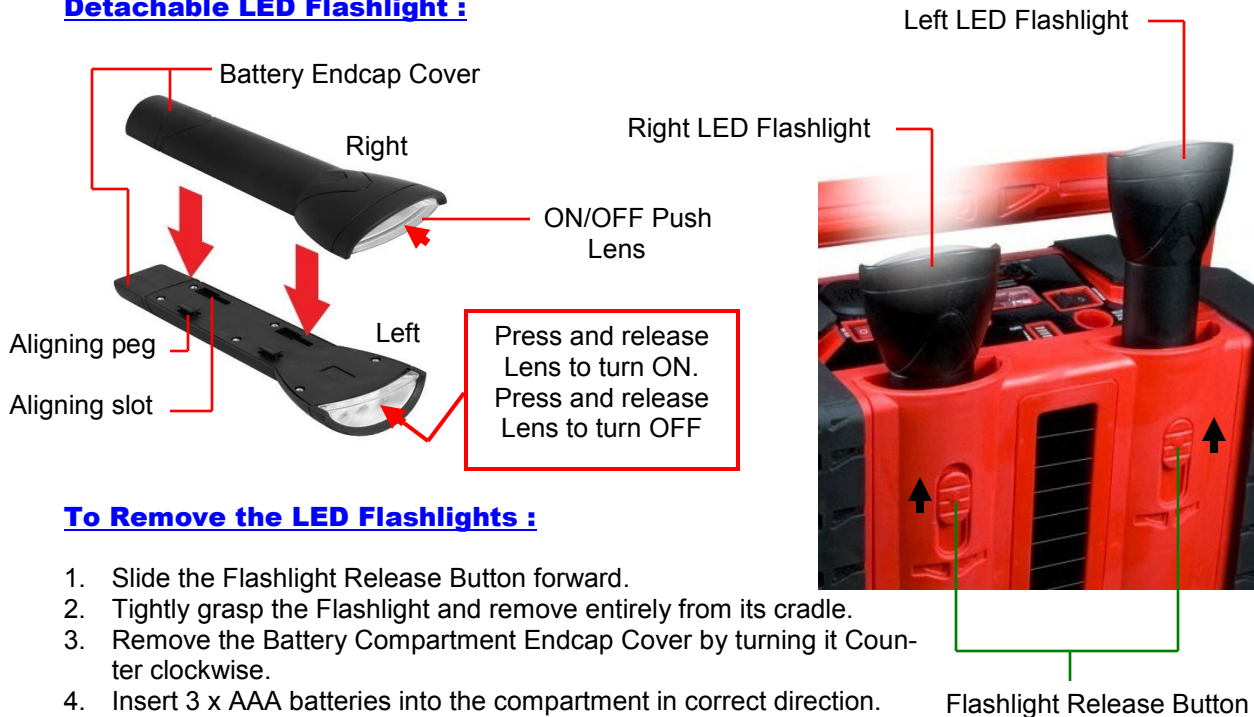 Detachable LED Flashlight :
Left LED Flashlight
Battery Endcap Cover
Right LED Flashlight
Right
ON/OFF Push
Lens
Left
Aligning peg
Aligning slot
Press and release
Lens to turn ON.
Press and release
Lens to turn OFF
To Remove the LED Flashlights :
1. Slide the Flashlight Release Button forward.
2. Tightly grasp the Flashlight and remove entirely from its cradle.
3. Remove the Battery Compartment Endcap Cover by turning it Coun-
ter clockwise.
4. Insert 3 x AAA batteries into the compartment in correct direction.
Flashlight Release Button